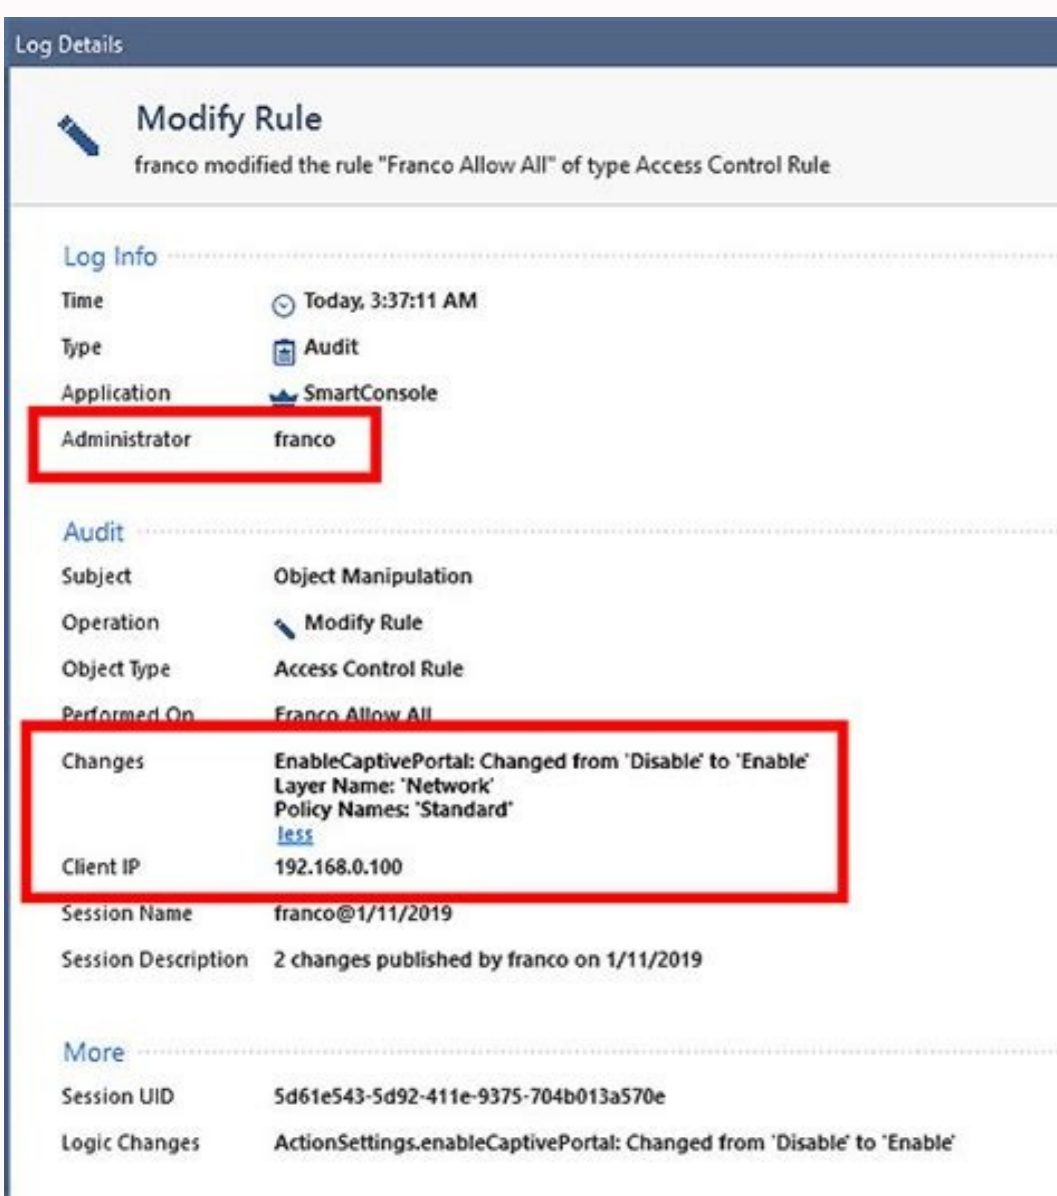 Log Details
Modify Rule
franco modified the rule "Franco Allow All" of type Access Control Rule
Log Info
Time Today, 3:37:11 AM
Type Audit
Application SmartConsole
Administrator franco
Audit
Subject Object Manipulation
Operation Modify Rule
Object Type Access Control Rule
Performed On Franco Allow All
Changes EnableCaptivePortal: Changed from 'Disable' to 'Enable'
Layer Name: 'Network'
Policy Names: 'Standard'
less
Client IP 192.168.0.100
Session Name franco@1/11/2019
Session Description 2 changes published by franco on 1/11/2019
More
Session UID 5d61e543-5d92-411e-9375-704b013a570e
Logic Changes ActionSettings.enableCaptivePortal: Changed from 'Disable' to 'Enable'